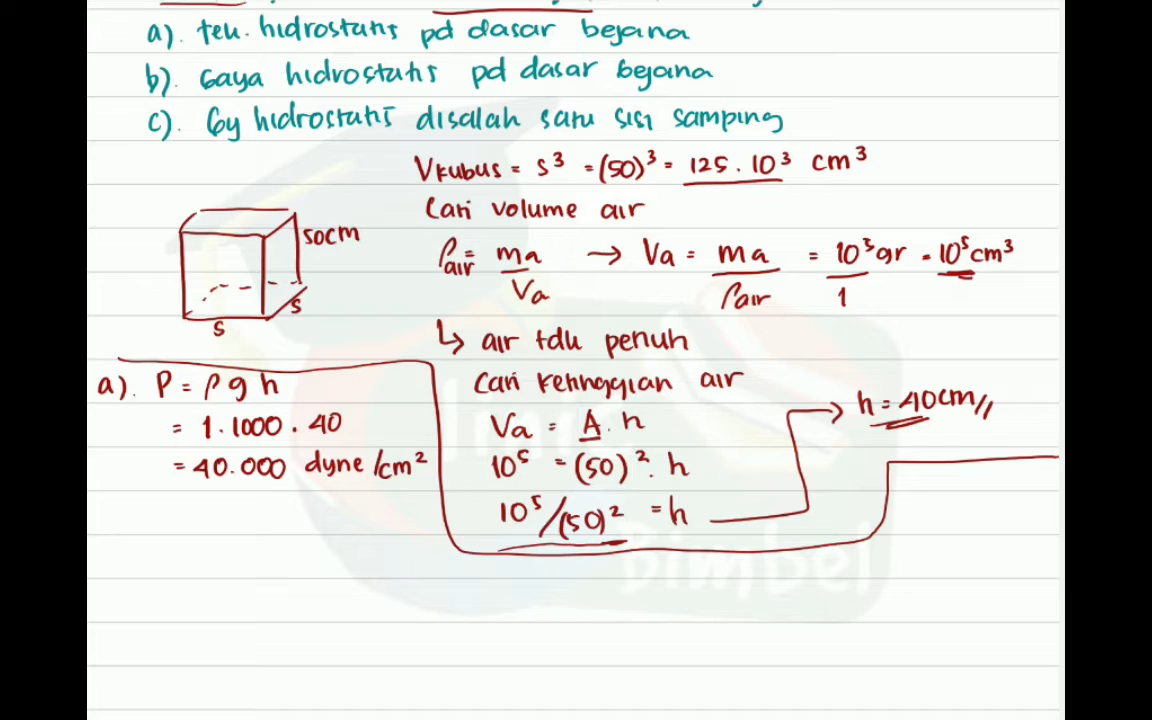 a). tek. hidrostatis pd dasar bejana
b). Gaya hidrostatis pd dasar bejana
c). Gy hidrostatis disalah satu sisi samping
Vkubus = s³ = (50)³ = 125 . 10³ cm³
Cari volume air
ρair = ma/Va → Va = ma/ρair = 10³gr/1 = 10⁵cm³
50cm
s
s
↳ air tdk penuh
Cari ketinggian air
Va = A . h
10⁵ = (50)² . h
10⁵/(50)² = h
→ h = 40cm //
a). P = ρ g h
= 1 . 1000 . 40
= 40.000 dyne/cm²
Bimbel